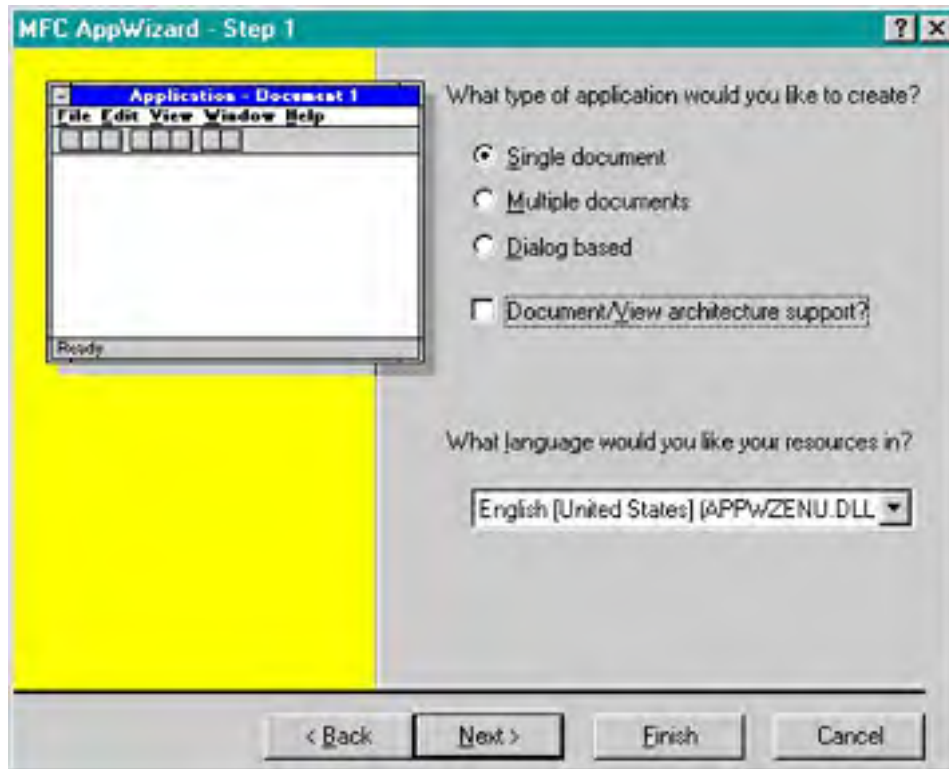 MFC AppWizard - Step 1
Application - Document 1
File Edit View Window Help
Ready
What type of application would you like to create?
Single document
Multiple documents
Dialog based
Document/View architecture support?
What language would you like your resources in?
English [United States] (APPWZENU.DLL
< Back
Next >
Finish
Cancel